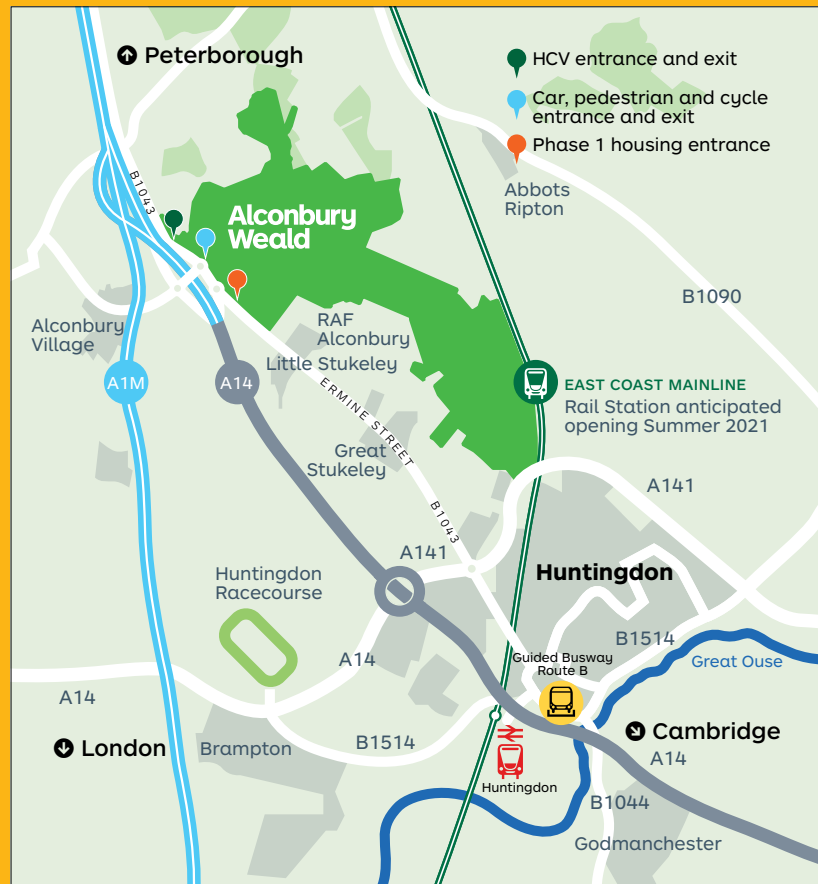 Peterborough
HCV entrance and exit
Car, pedestrian and cycle
entrance and exit
Phase 1 housing entrance
B1043
Abbots
Ripton
Alconbury
Weald
B1090
Alconbury
Village
RAF
Alconbury
Little Stukeley
A1M
A14
EAST COAST MAINLINE
Rail Station anticipated
opening Summer 2021
ERMINE STREET
Great
Stukeley
A141
B1043
A141
Huntingdon
Huntingdon
Racecourse
B1514
Guided Busway
Route B
Great Ouse
A14
A14
London
Brampton
B1514
Cambridge
A14
Huntingdon
B1044
Godmanchester